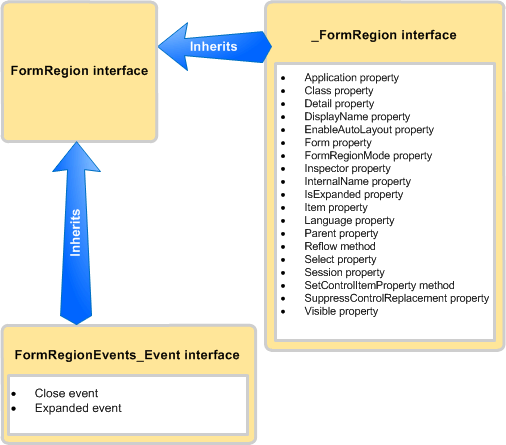 FormRegion interface
Inherits
_FormRegion interface
• Application property
• Class property
• Detail property
• DisplayName property
• EnableAutoLayout property
• Form property
• FormRegionMode property
• Inspector property
• InternalName property
• IsExpanded property
• Item property
• Language property
• Parent property
• Reflow method
• Select property
• Session property
• SetControlItemProperty method
• SuppressControlReplacement property
• Visible property
Inherits
FormRegionEvents_Event interface
• Close event
• Expanded event